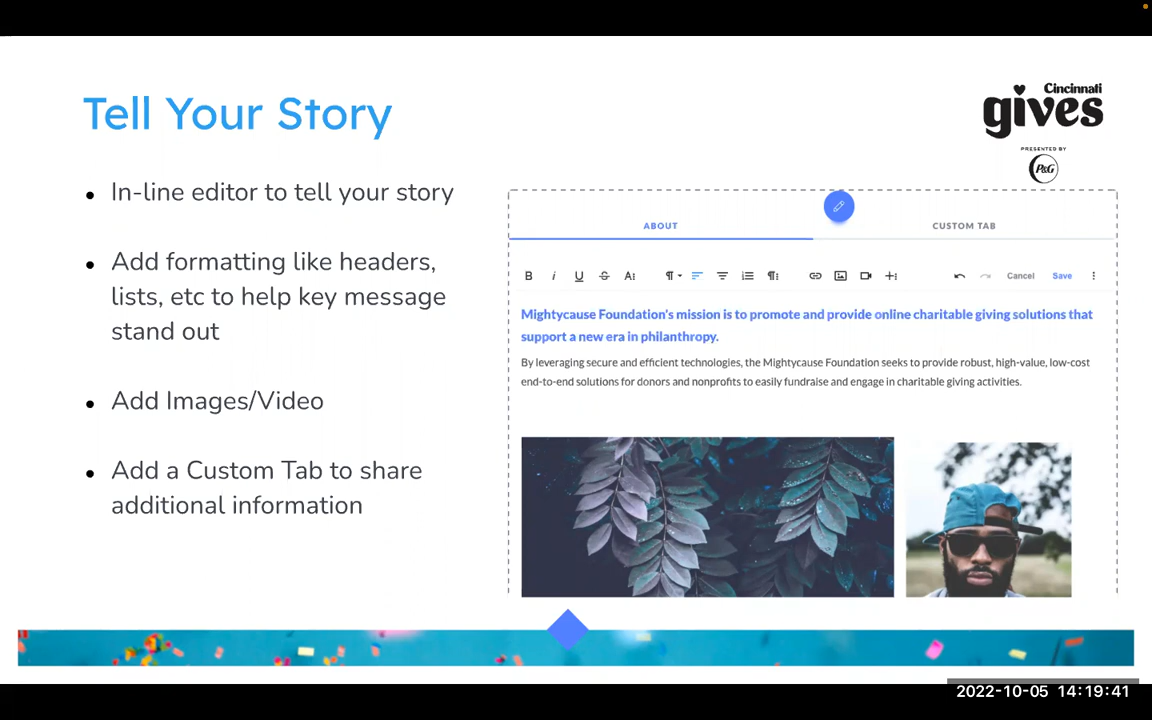 Tell Your Story
Cincinnati
gives
PRESENTED BY
P&G
• In-line editor to tell your story
• Add formatting like headers,
lists, etc to help key message
stand out
• Add Images/Video
• Add a Custom Tab to share
additional information
ABOUT
CUSTOM TAB
B i U S A Cancel Save
Mightycause Foundation's mission is to promote and provide online charitable giving solutions that
support a new era in philanthropy.
By leveraging secure and efficient technologies, the Mightycause Foundation seeks to provide robust, high-value, low-cost
end-to-end solutions for donors and nonprofits to easily fundraise and engage in charitable giving activities.
2022-10-05 14:19:41